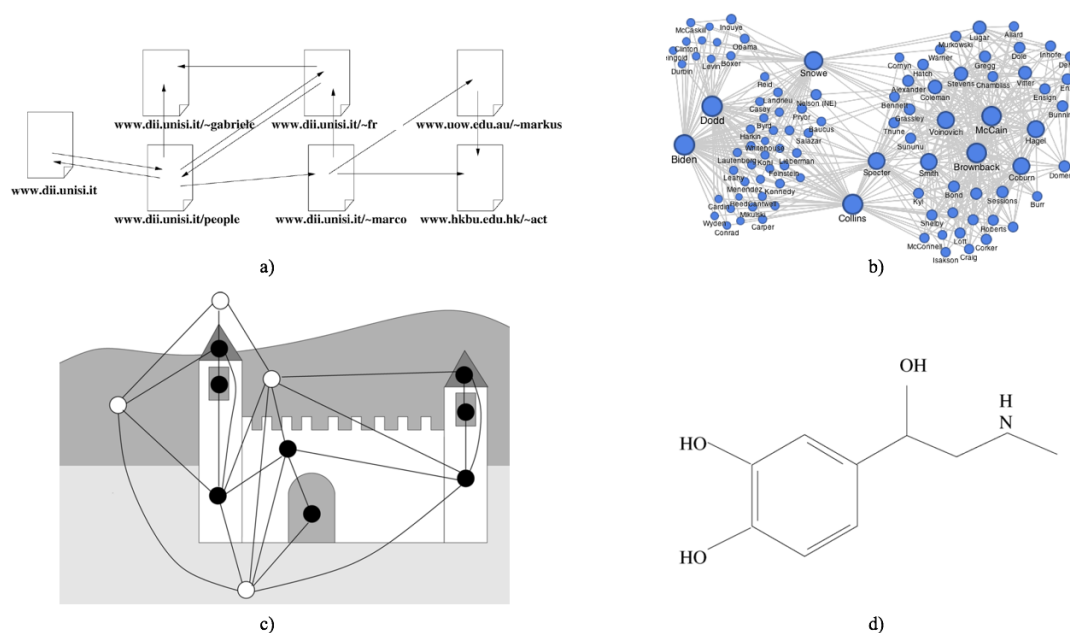 www.dii.unisi.it/~gabriele
www.dii.unisi.it/~fr
www.uow.edu.au/~markus
www.dii.unisi.it
www.dii.unisi.it/people
www.dii.unisi.it/~marco
www.hkbu.edu.hk/~act
a)
McCaskill
Inouye
Clinton
Obama
Levin
Boxer
Durbin
Snowe
Reid
Landrieu
Casey
Nelson (NE)
Byrd
Pryor
Baucus
Harkin
Salazar
Whitehouse
Kohl
Lautenberg
Lieberman
Leahy
Feinstein
Menendez
Kennedy
Cardin
Reed
Cantwell
Mikulski
Wyden
Conrad
Carper
Dodd
Biden
Collins
Specter
Lugar
Allard
Murkowski
Dole
Warner
Gregg
Inhofe
Cornyn
Hatch
Stevens
Chambliss
Vitter
Alexander
Coleman
Ensign
Bennett
Bunning
Grassley
McCain
Thune
Voinovich
Hagel
Sununu
Brownback
Smith
Coburn
Bond
Sessions
Kyl
Burr
Shelby
Roberts
McConnell
Lott
Corker
Isakson
Craig
b)
c)
OH
H
N
HO
HO
d)